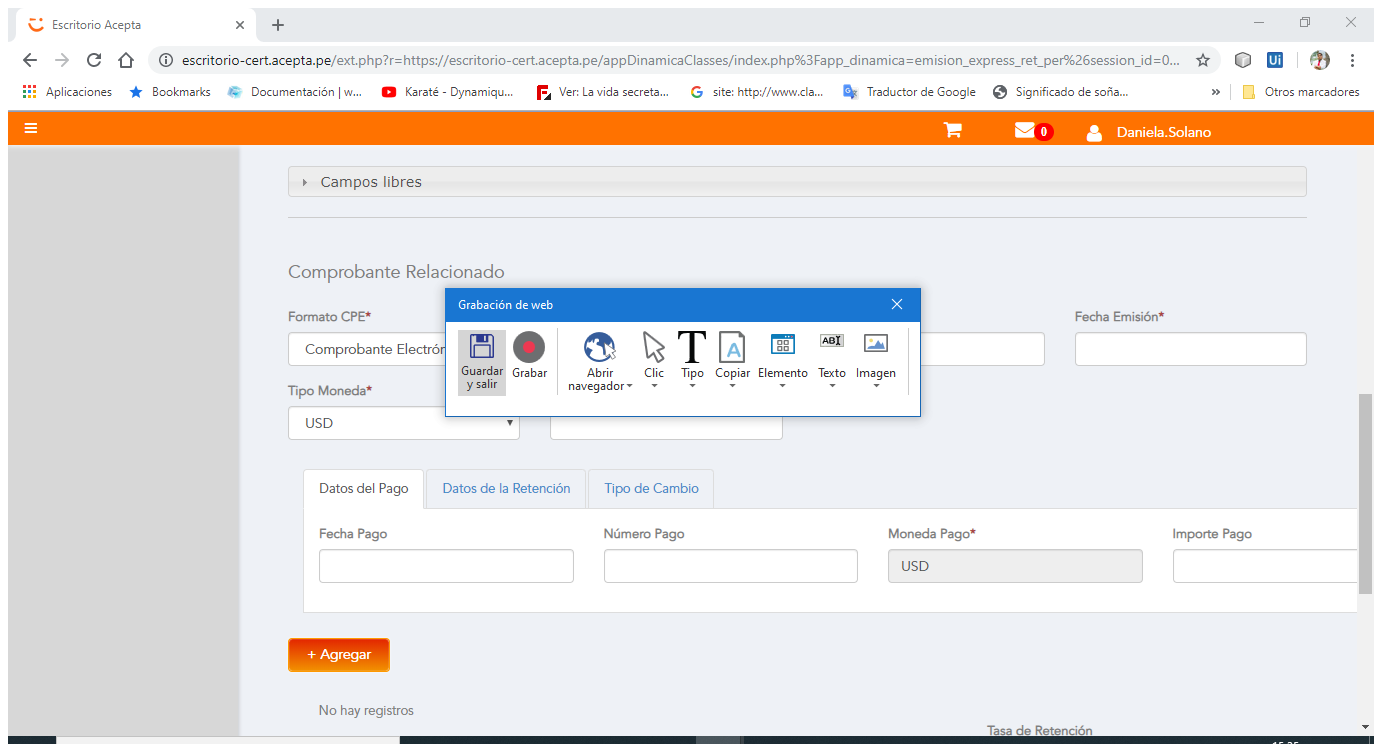 Escritorio Acepta
escritorio-cert.acepta.pe/ext.php?r=https://escritorio-cert.acepta.pe/appDinamicaClasses/index.php%3Fapp_dinamica=emision_express_ret_per%26session_id=0...
Ui
Aplicaciones
Bookmarks
Documentación | w...
Karaté - Dynamiqu...
Ver: La vida secreta...
site: http://www.cla...
Traductor de Google
Significado de soña...
»
Otros marcadores
0
Daniela.Solano
Campos libres
Comprobante Relacionado
Grabación de web
Formato CPE*
Fecha Emisión*
Comprobante Electrón
Guardar
y salir
Grabar
Abrir
navegador
Clic
T
Tipo
A
Copiar
Elemento
ABI
Texto
Imagen
Tipo Moneda*
USD
Datos del Pago
Datos de la Retención
Tipo de Cambio
Fecha Pago
Número Pago
Moneda Pago*
Importe Pago
USD
+ Agregar
No hay registros
Tasa de Retención